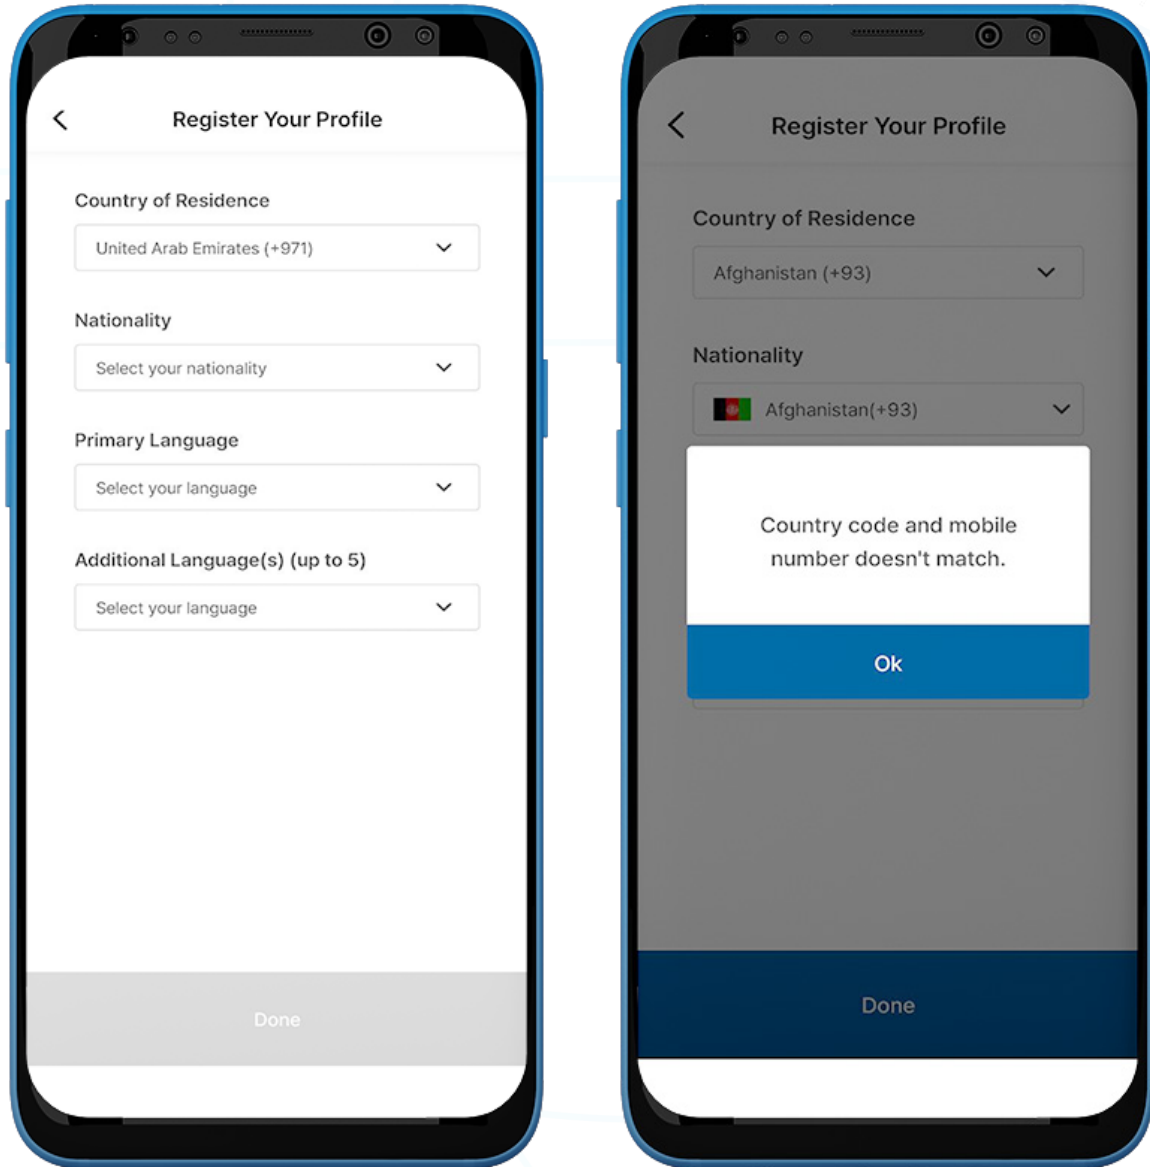 Register Your Profile
Country of Residence
United Arab Emirates (+971)
Nationality
Select your nationality
Primary Language
Select your language
Additional Language(s) (up to 5)
Select your language
Done
Register Your Profile
Country of Residence
Afghanistan (+93)
Nationality
Afghanistan(+93)
Country code and mobile
number doesn't match.
Ok
Done